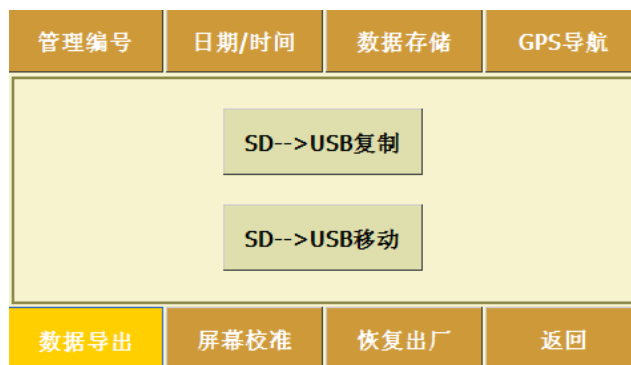 管理编号
日期/时间
数据存储
GPS导航
SD-->USB复制
SD-->USB移动
数据导出
屏幕校准
恢复出厂
返回